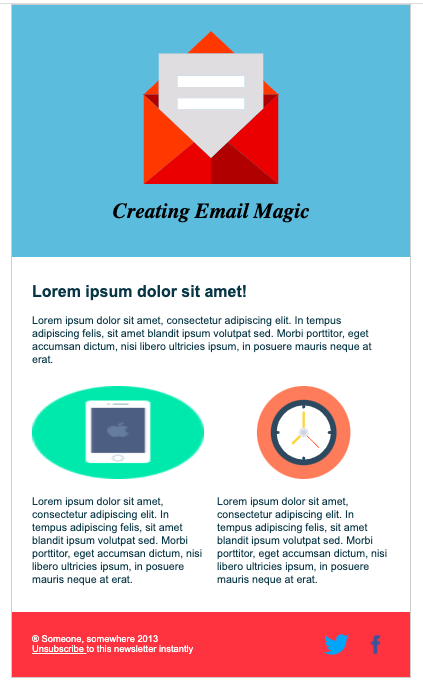 Creating Email Magic
Lorem ipsum dolor sit amet!
Lorem ipsum dolor sit amet, consectetur adipiscing elit. In tempus
adipiscing felis, sit amet blandit ipsum volutpat sed. Morbi porttitor, eget
accumsan dictum, nisi libero ultricies ipsum, in posuere mauris neque at
erat.
Lorem ipsum dolor sit amet,
consectetur adipiscing elit. In
tempus adipiscing felis, sit amet
blandit ipsum volutpat sed. Morbi
porttitor, eget accumsan dictum, nisi
libero ultricies ipsum, in posuere
mauris neque at erat.
Lorem ipsum dolor sit amet,
consectetur adipiscing elit. In
tempus adipiscing felis, sit amet
blandit ipsum volutpat sed. Morbi
porttitor, eget accumsan dictum, nisi
libero ultricies ipsum, in posuere
mauris neque at erat.
® Someone, somewhere 2013
Unsubscribe to this newsletter instantly